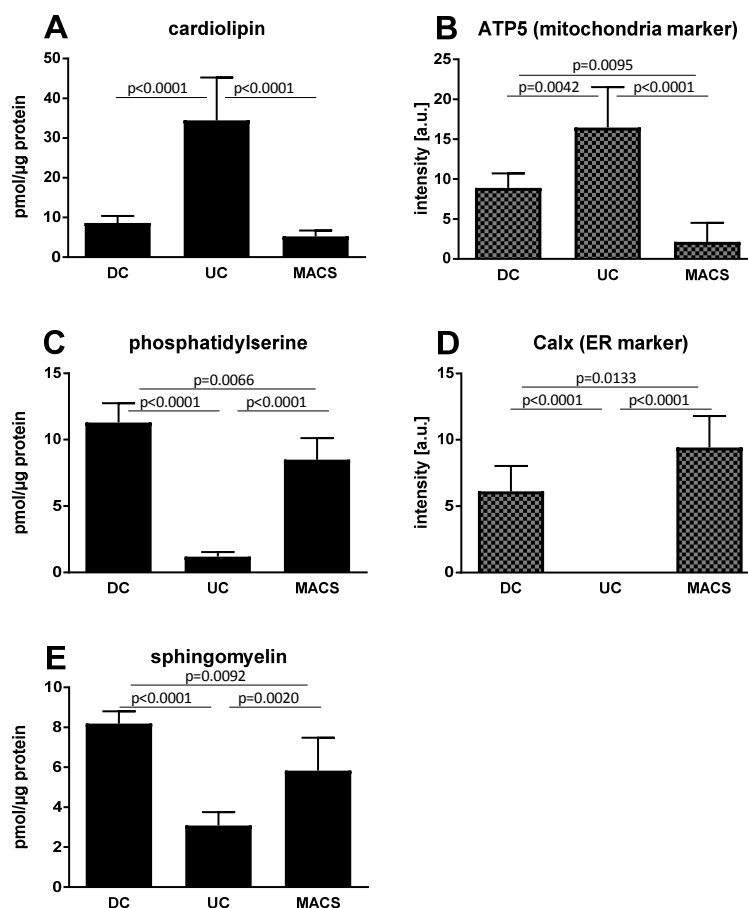 A
cardiolipin
50
40
30
20
10
0
pmol/µg protein
p<0.0001
p<0.0001
DC
UC
MACS
B
ATP5 (mitochondria marker)
25
20
15
10
5
0
intensity [a.u.]
p=0.0095
p=0.0042
p<0.0001
DC
UC
MACS
C
phosphatidylserine
15
10
5
0
pmol/µg protein
p=0.0066
p<0.0001
p<0.0001
DC
UC
MACS
D
Calx (ER marker)
15
10
5
0
intensity [a.u.]
p=0.0133
p<0.0001
p<0.0001
DC
UC
MACS
E
sphingomyelin
10
8
6
4
2
0
pmol/µg protein
p=0.0092
p<0.0001
p=0.0020
DC
UC
MACS